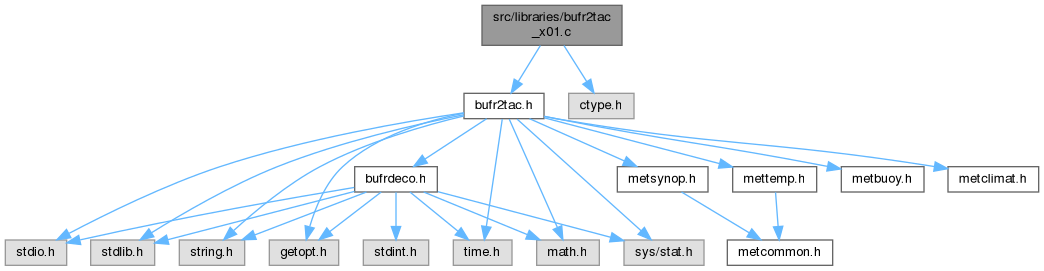 src/libraries/bufr2tac
_x01.c
bufr2tac.h
ctype.h
bufrdeco.h
metsynop.h
mettemp.h
metbuoy.h
metclimat.h
stdio.h
stdlib.h
string.h
getopt.h
stdint.h
time.h
math.h
sys/stat.h
metcommon.h